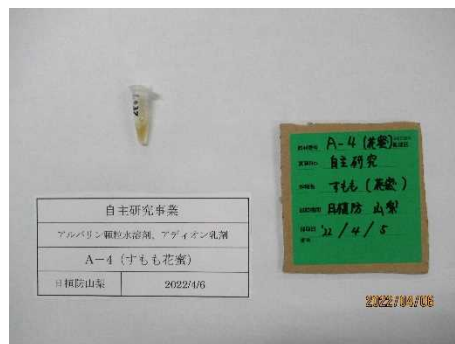 自主研究事業
アルバリン顆粒水溶剤、アディオン乳剤
A-4（すもも花蜜）
日植防山梨 2022/4/6
A-4 (花蜜)
自主研究
すもも (花蜜)
日植防 山梨
'22 / 4 / 5
2022/04/06